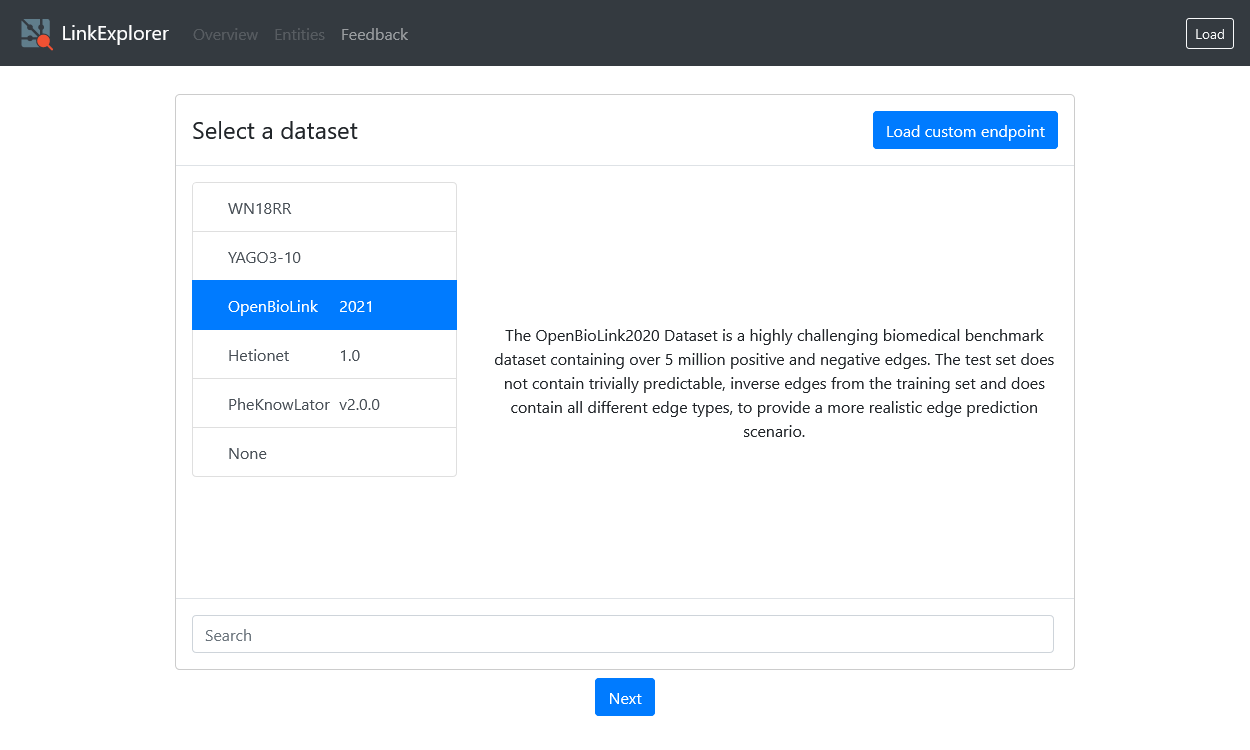 LinkExplorer Overview Entities Feedback Load
Select a dataset Load custom endpoint
WN18RR
YAGO3-10
OpenBioLink 2021
Hetionet 1.0
PheKnowLator v2.0.0
None
The OpenBioLink2020 Dataset is a highly challenging biomedical benchmark
dataset containing over 5 million positive and negative edges. The test set does
not contain trivially predictable, inverse edges from the training set and does
contain all different edge types, to provide a more realistic edge prediction
scenario.
Search
Next